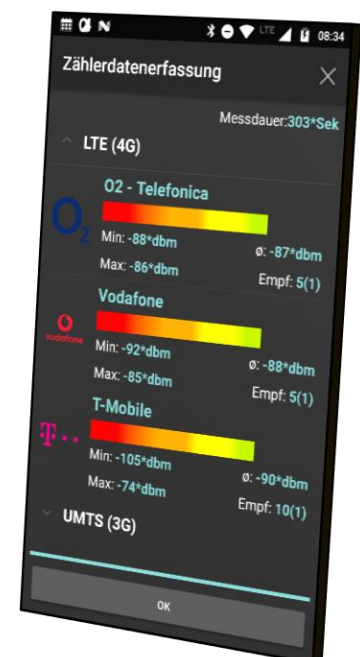 LTE 08:34
Zählerdatenerfassung
Messdauer:303*Sek
LTE (4G)
O2 - Telefonica
O2
Min: -88*dbm ø: -87*dbm
Max: -86*dbm Empf: 5(1)
Vodafone
vodafone
Min: -92*dbm ø: -88*dbm
Max: -85*dbm Empf: 5(1)
T-Mobile
T
Min: -105*dbm ø: -90*dbm
Max: -74*dbm Empf: 10(1)
UMTS (3G)
OK